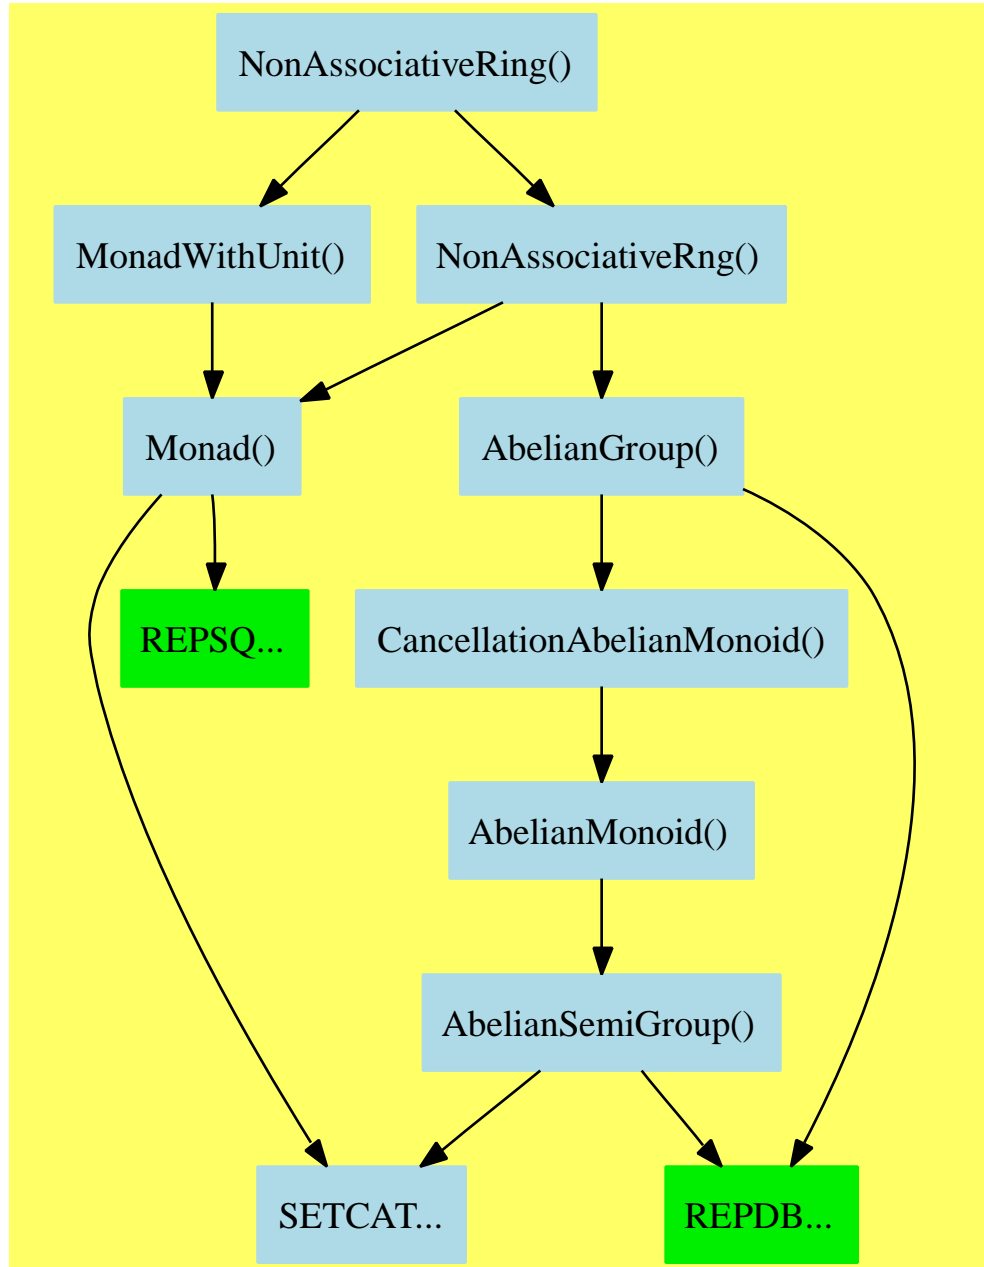 NonAssociativeRing()
MonadWithUnit()
NonAssociativeRng()
Monad()
AbelianGroup()
REPSQ...
CancellationAbelianMonoid()
AbelianMonoid()
AbelianSemiGroup()
SETCAT...
REPDB...